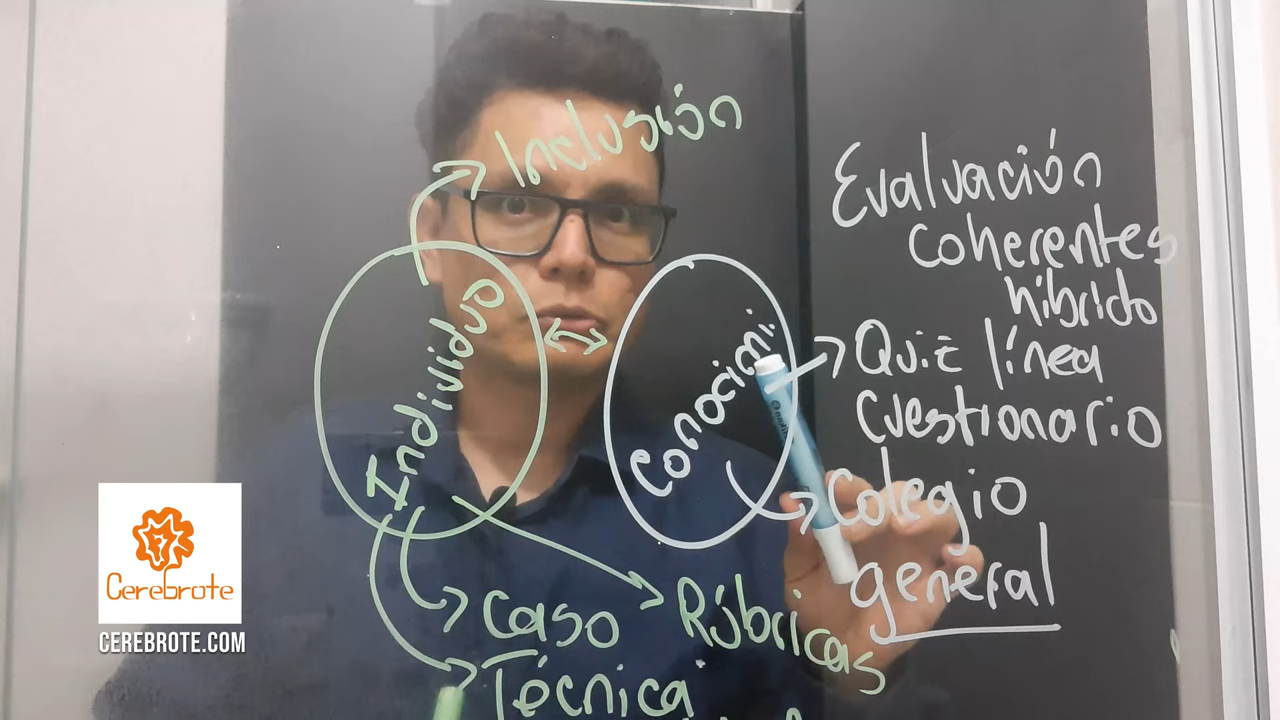 Inclusión
Individuo
Conocimi.
Evaluación
coherentes
híbrido
Quiz línea
Cuestionario
Colegio
general
Caso
Rúbricas
Técnica
Cerebrote
CEREBROTE.COM